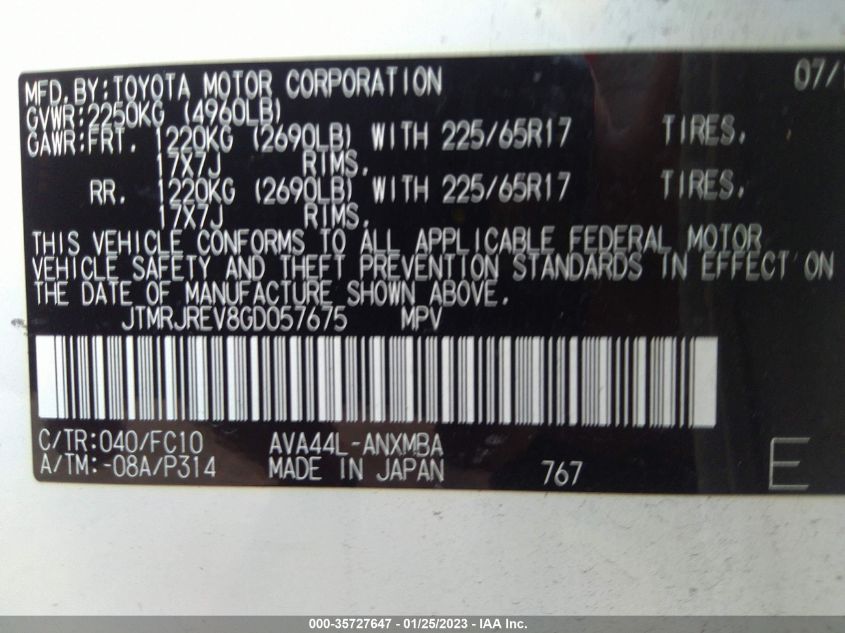 MFD. BY: TOYOTA MOTOR CORPORATION 07/
GVWR: 2250KG (4960LB)
GAWR: FRT. 1220KG (2690LB) WITH 225/65R17 TIRES,
17X7J RIMS,
RR. 1220KG (2690LB) WITH 225/65R17 TIRES,
17X7J RIMS,
THIS VEHICLE CONFORMS TO ALL APPLICABLE FEDERAL MOTOR
VEHICLE SAFETY AND THEFT PREVENTION STANDARDS IN EFFECT ON
THE DATE OF MANUFACTURE SHOWN ABOVE.
JTMRJREV8GD057675 MPV
C/TR: 040/FC10 AVA44L-ANXMBA
A/TM: -08A/P314 MADE IN JAPAN 767 E
000-35727647 - 01/25/2023 - IAA Inc.